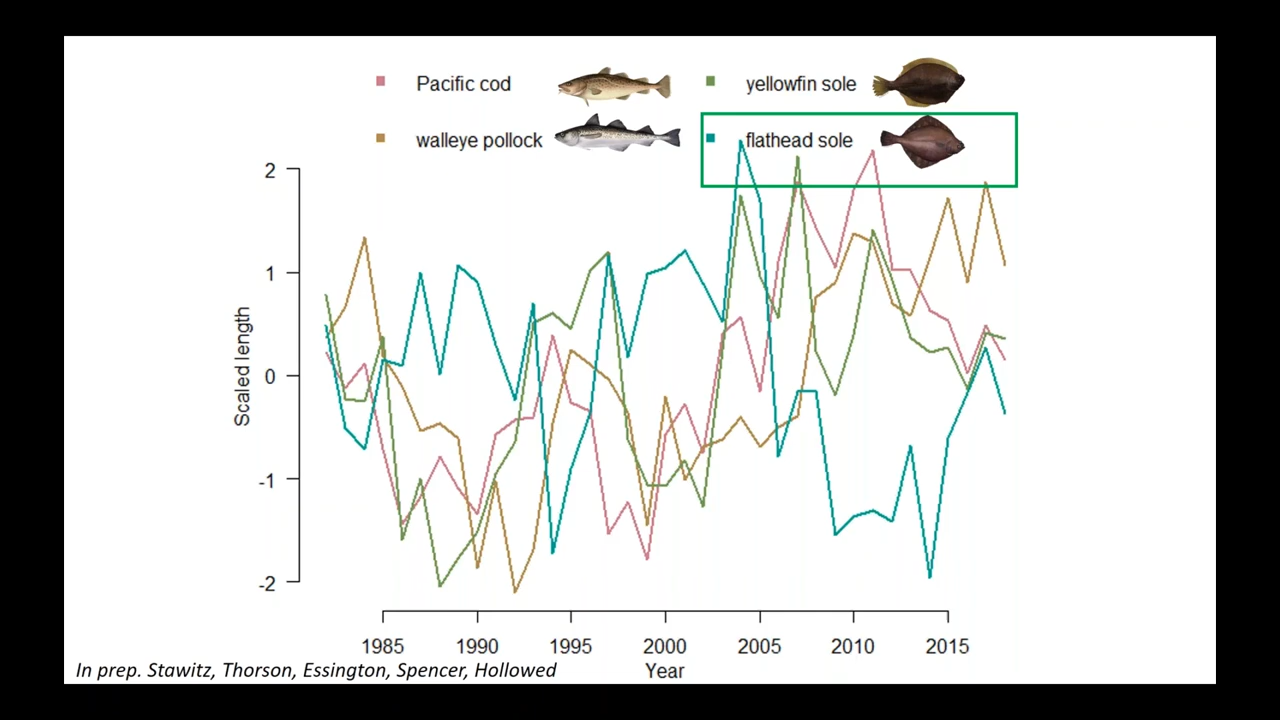 Pacific cod
yellowfin sole
walleye pollock
flathead sole
2
1
0
-1
-2
Scaled length
1985 1990 1995 2000 2005 2010 2015
Year
In prep. Stawitz, Thorson, Essington, Spencer, Hollowed